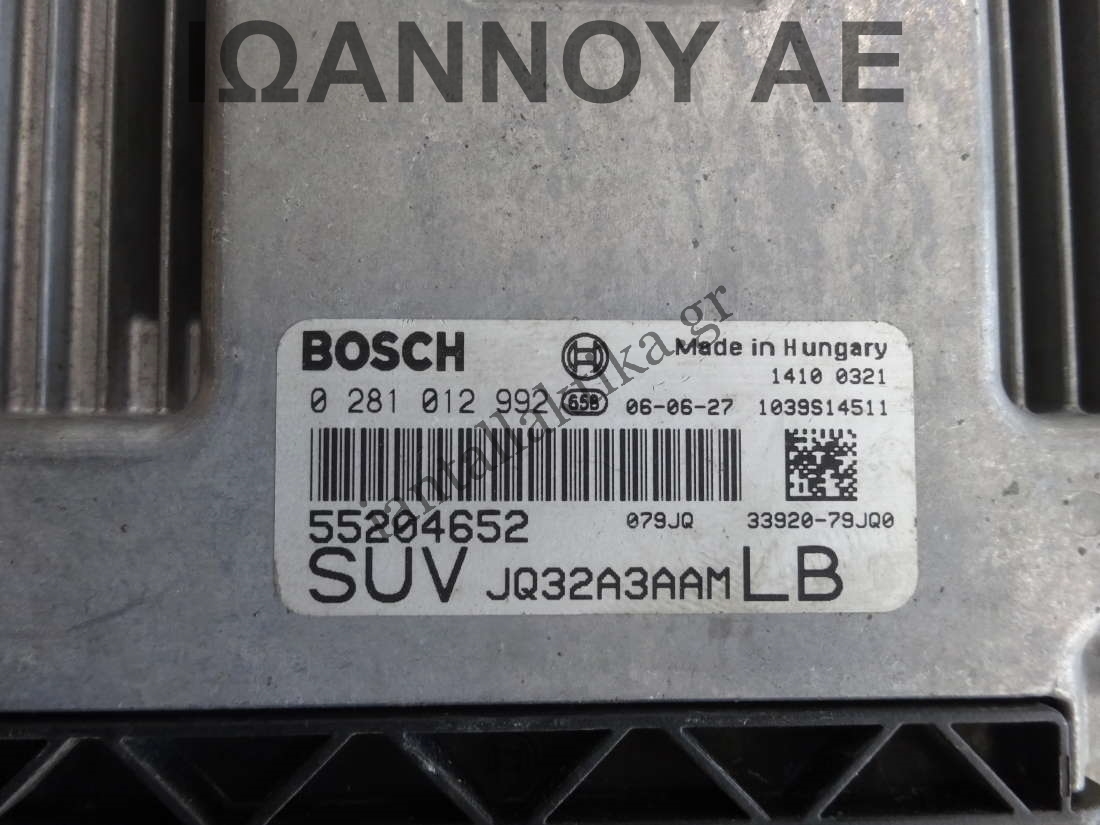 ΙΩΑΝΝΟΥ ΑΕ
BOSCH
Made in Hungary
1410 0321
0 281 012 992 G5B 06-06-27 1039S14511
antallaktika.gr
55204652 079JQ 33920-79JQ0
SUV JQ32A3AAM LB